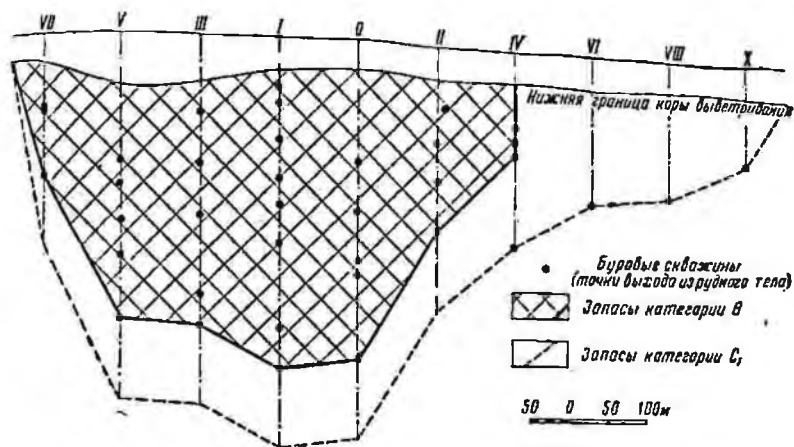 VII V III I 0 II IV VI VIII X
Нижняя граница коры выветривания
Буровые скважины
(точки выхода из рудного тела)
Запасы категории В
Запасы категории С₁
50 0 50 100м